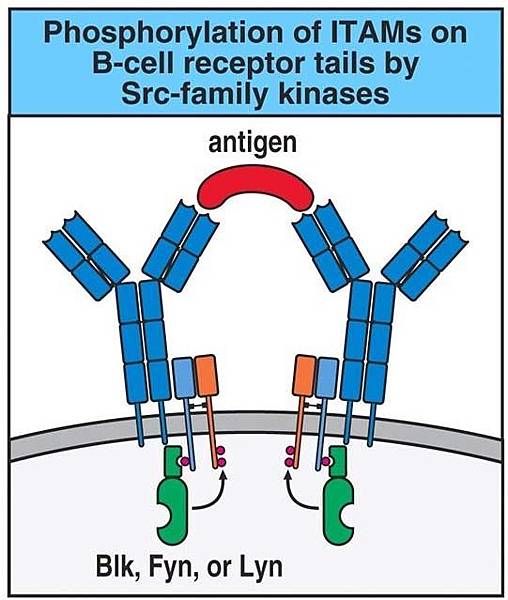 Phosphorylation of ITAMs on
B-cell receptor tails by
Src-family kinases
antigen
Blk, Fyn, or Lyn